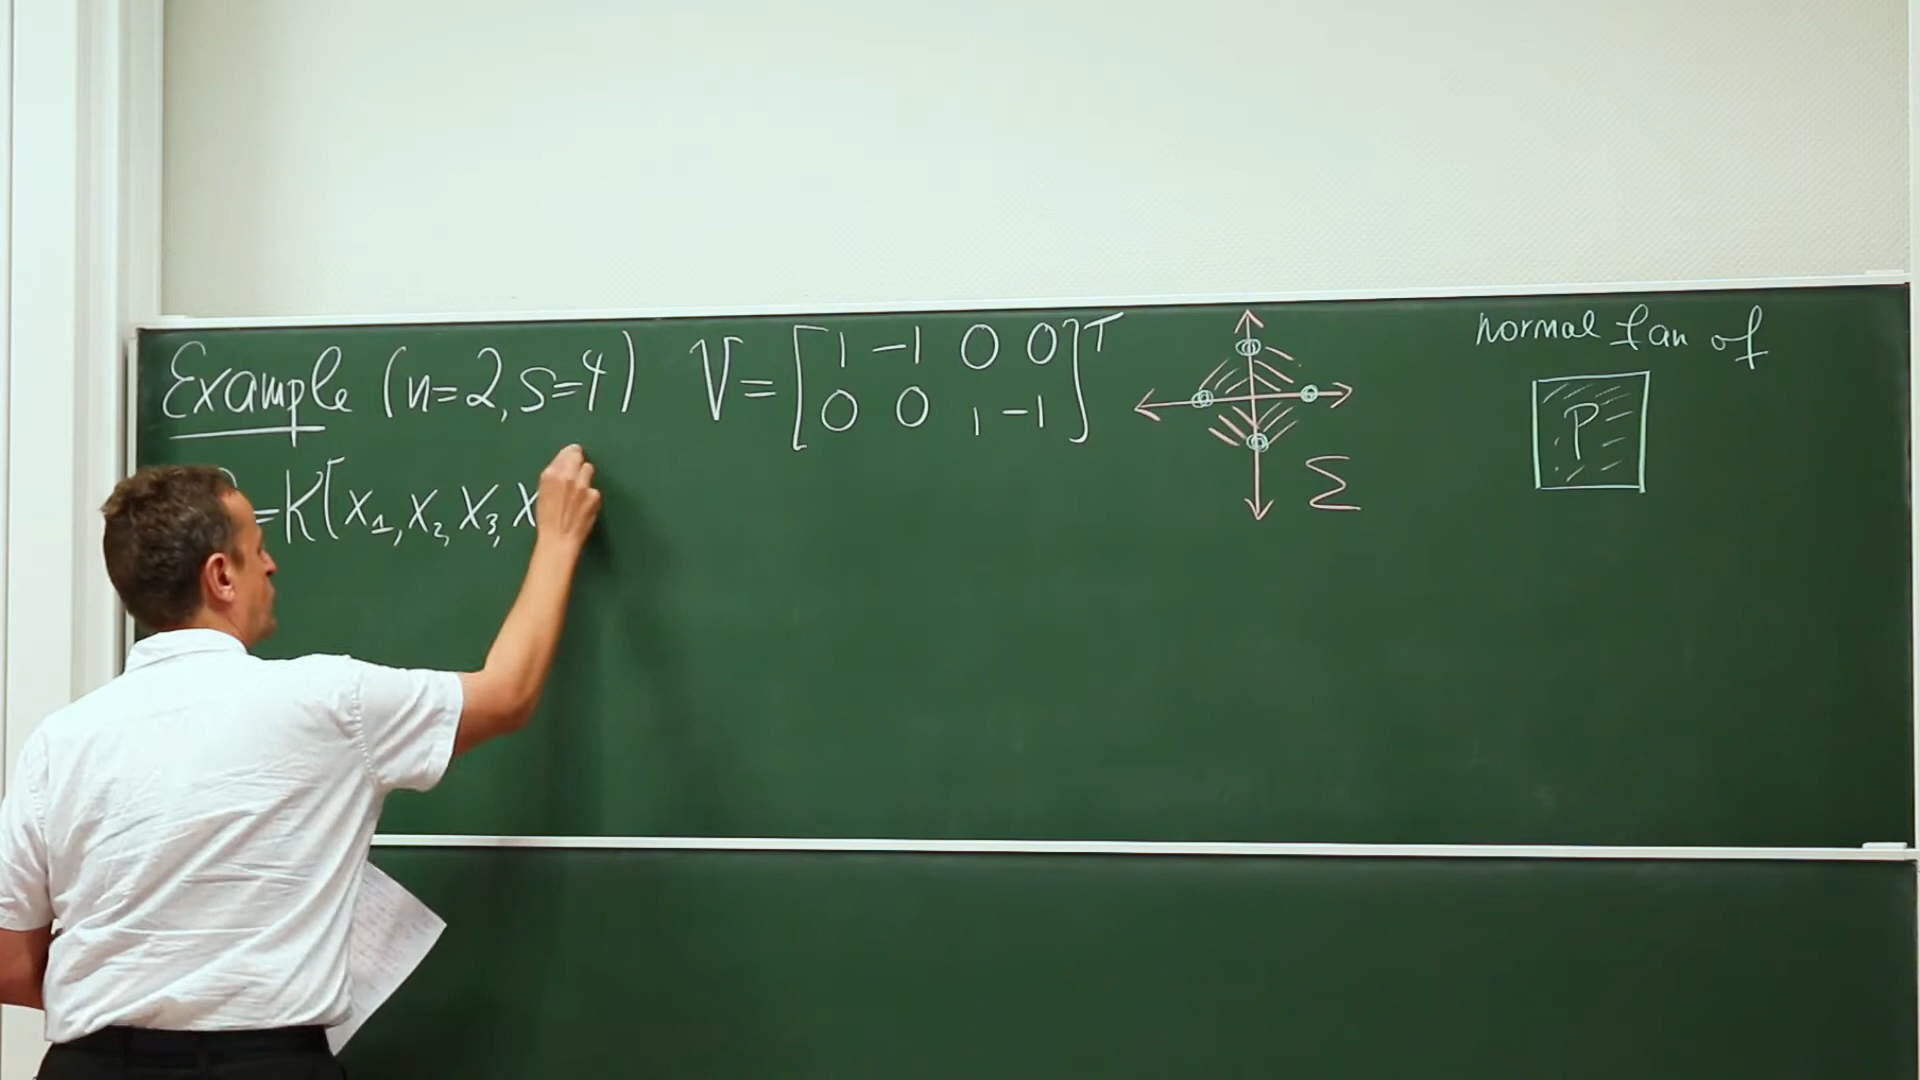 Example (n=2, s=4) V = [1 -1 0 0
0 0 1 -1]ᵀ
Σ
normal fan of
P
=K[x₁, x₂, x₃, x